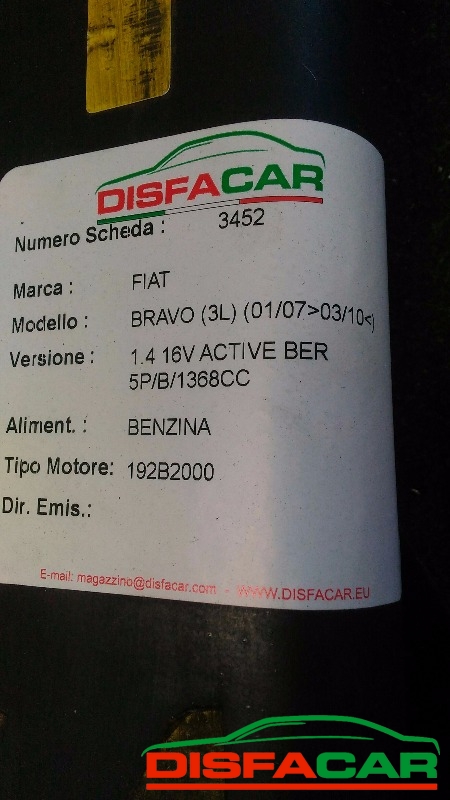 DISFACAR
Numero Scheda : 3452
Marca : FIAT
Modello : BRAVO (3L) (01/07>03/10<)
Versione : 1.4 16V ACTIVE BER
5P/B/1368CC
Aliment. : BENZINA
Tipo Motore: 192B2000
Dir. Emis.:
E-mail: magazzino@disfacar.com - WWW.DISFACAR.EU
DISFACAR